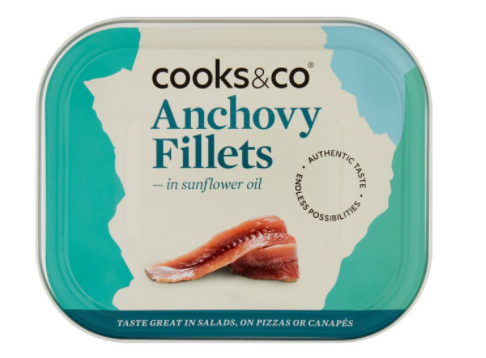 cooks&co®
Anchovy
Fillets
– in sunflower oil
• AUTHENTIC TASTE
• ENDLESS POSSIBILITIES
TASTE GREAT IN SALADS, ON PIZZAS OR CANAPÉS